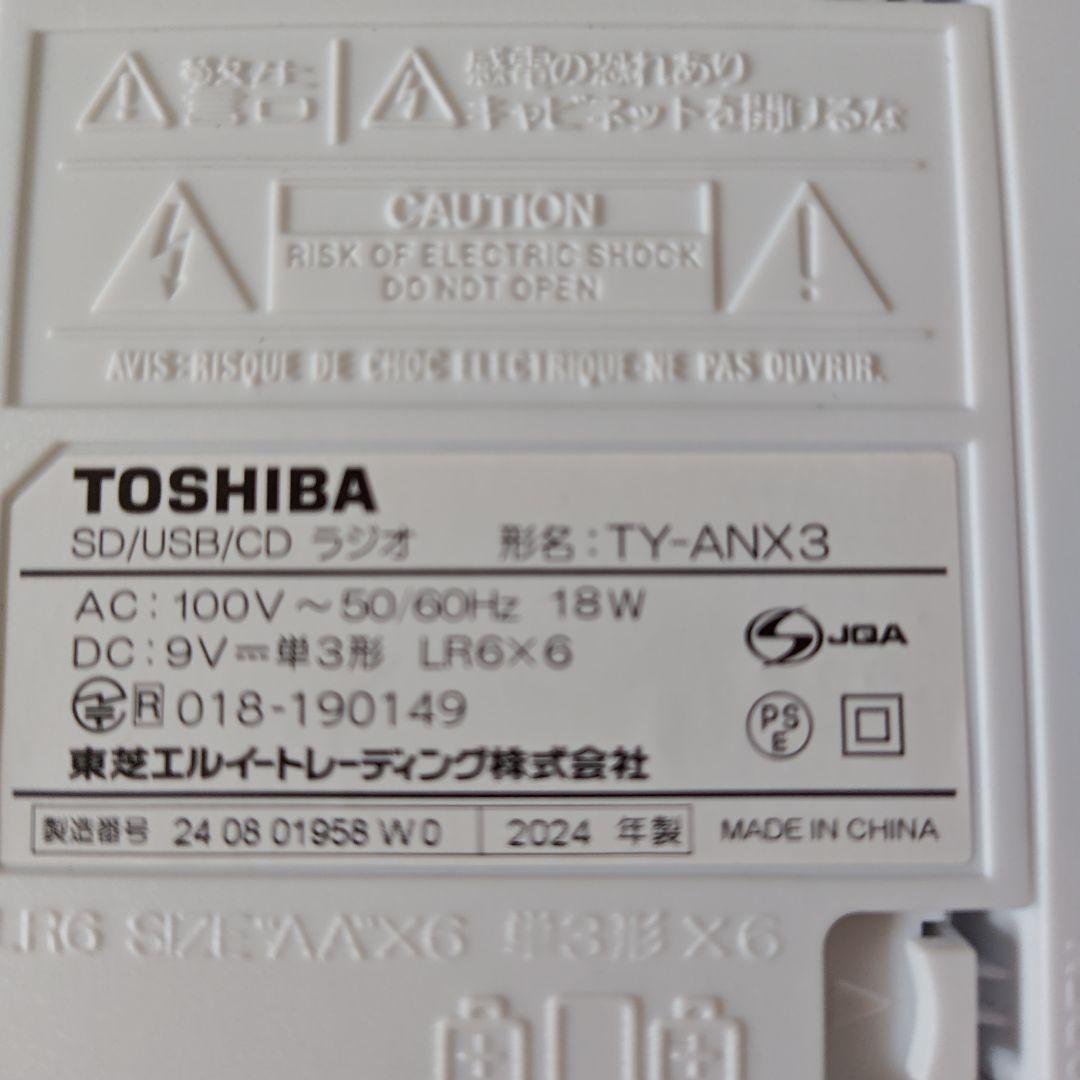 警告
感電の恐れあり
キャビネットを開けるな
CAUTION
RISK OF ELECTRIC SHOCK
DO NOT OPEN
AVIS:RISQUE DE CHOC ELECTRIQUE-NE PAS OUVRIR.
TOSHIBA
SD/USB/CD ラジオ 形名:TY-ANX3
AC:100V～50/60Hz 18W
DC:9V⎓単3形 LR6×6
JQA
R 018-190149
PS
E
東芝エルイートレーディング株式会社
製造番号 24 08 01958 W0 2024 年製 MADE IN CHINA
LR6 SIZE"AA"X6 単3形X6